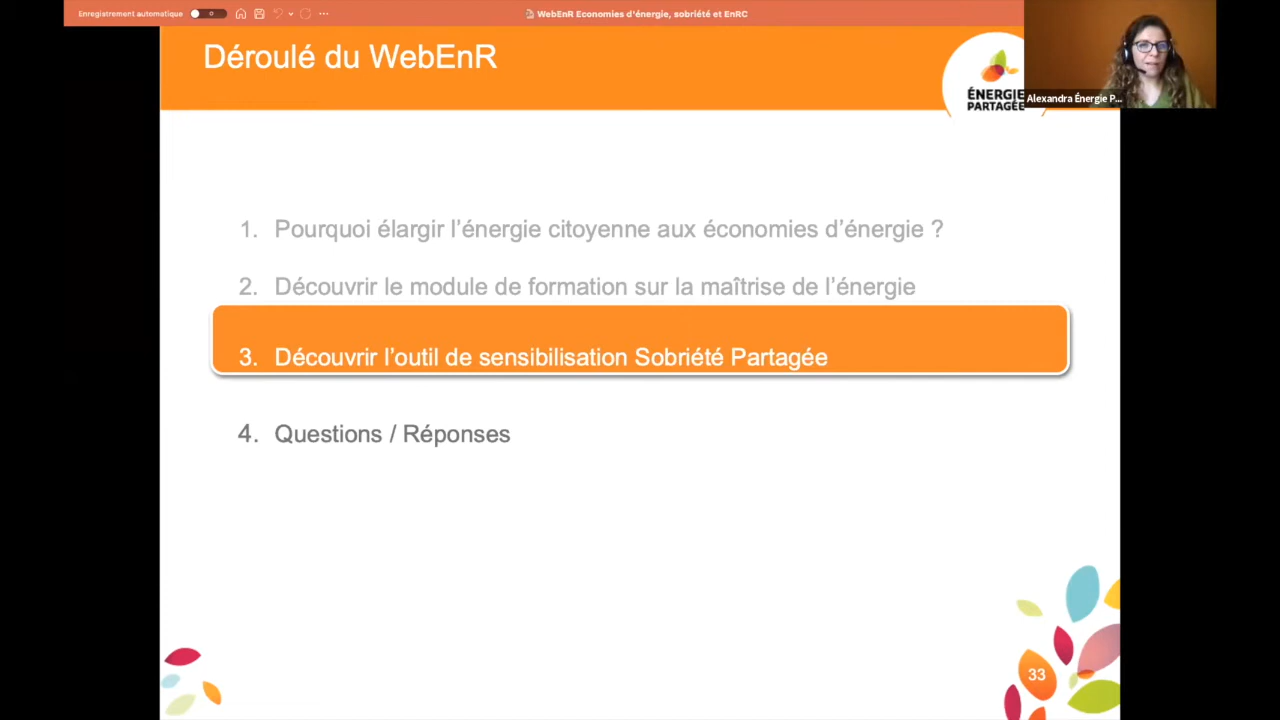 Enregistrement automatique
WebEnR Economies d'énergie, sobriété et EnRC
Déroulé du WebEnR
ÉNERGIE
PARTAGÉE
Alexandra Énergie P...
1. Pourquoi élargir l'énergie citoyenne aux économies d'énergie ?
2. Découvrir le module de formation sur la maîtrise de l'énergie
3. Découvrir l'outil de sensibilisation Sobriété Partagée
4. Questions / Réponses
33